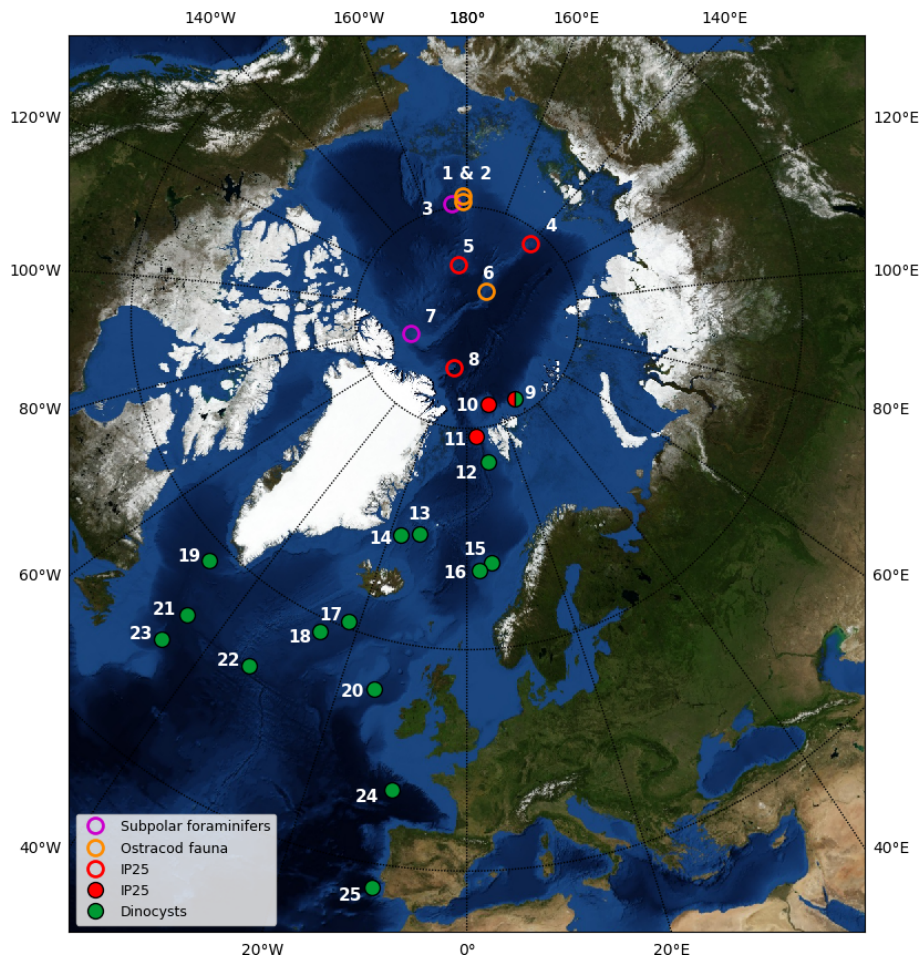 140°W 160°W 180° 160°E 140°E
120°W 120°E
1 & 2
3 4
5
6
100°W 100°E
7
8
9
10
80°W 80°E
11
12
13
14
15
19 16
60°W 60°E
21 17
23 18
22
20
24
Subpolar foraminifers
Ostracod fauna
40°W 40°E
IP25
IP25
25
Dinocysts
20°W 0° 20°E